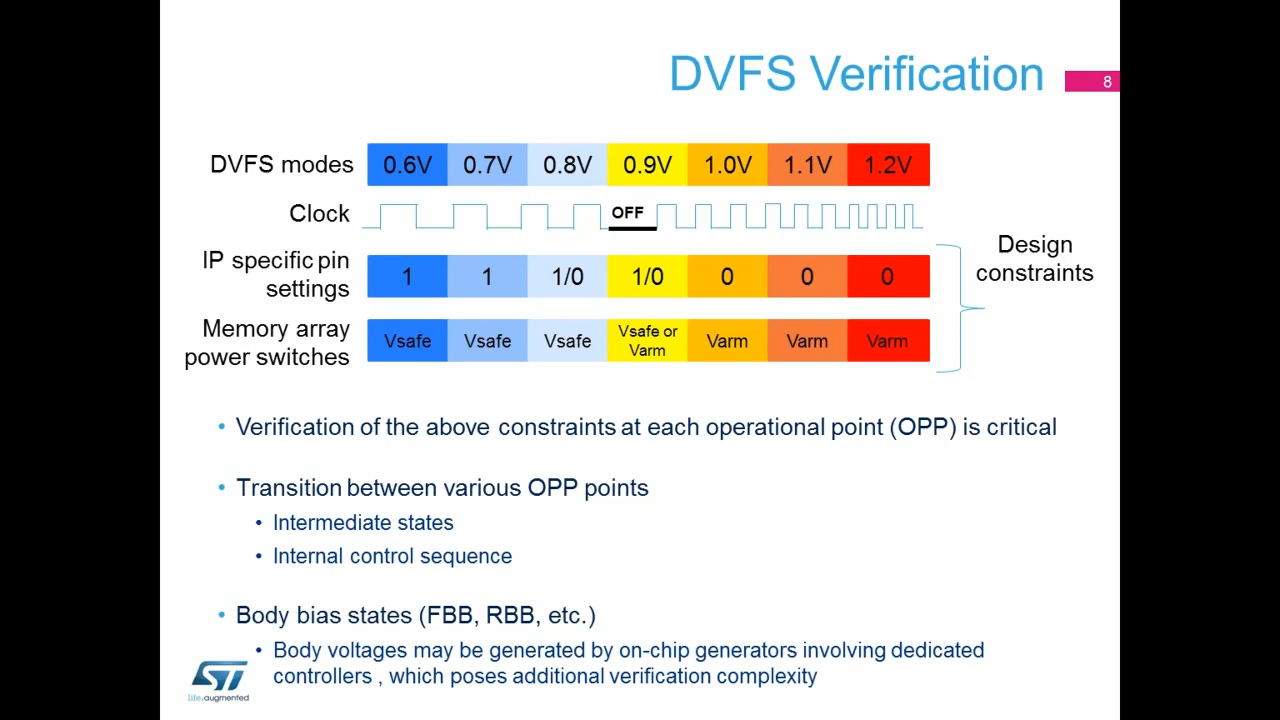 DVFS Verification
8
DVFS modes 0.6V 0.7V 0.8V 0.9V 1.0V 1.1V 1.2V
Clock OFF
IP specific pin
settings
1 1 1/0 1/0 0 0 0
Design
constraints
Memory array
power switches
Vsafe Vsafe Vsafe Vsafe or
Varm Varm Varm Varm
• Verification of the above constraints at each operational point (OPP) is critical
• Transition between various OPP points
• Intermediate states
• Internal control sequence
• Body bias states (FBB, RBB, etc.)
• Body voltages may be generated by on-chip generators involving dedicated
controllers , which poses additional verification complexity
ST
life.augmented